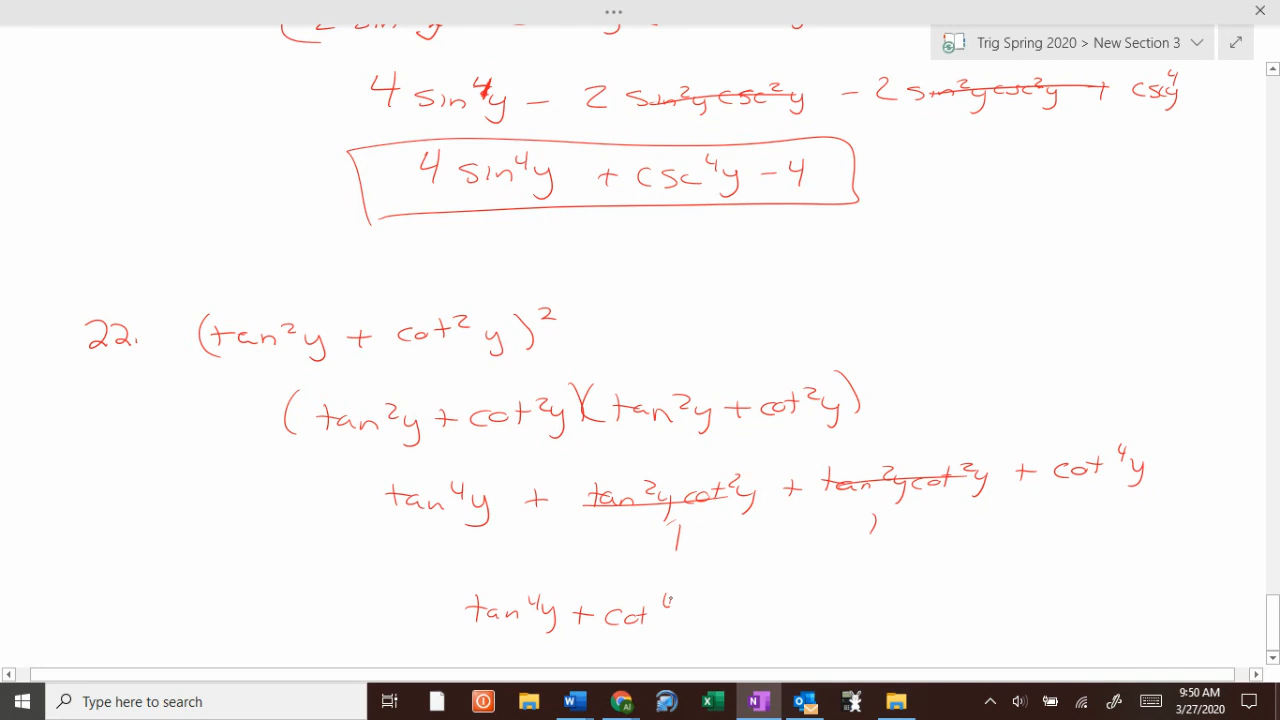 Trig Spring 2020 > New Section 3
4 sin⁴y − 2 sin²y csc²y − 2 sin²y csc²y + csc⁴y
4 sin⁴y + csc⁴y − 4
22. (tan²y + cot²y)²
(tan²y + cot²y)(tan²y + cot²y)
tan⁴y + tan²y cot²y + tan²y cot²y + cot⁴y
1 1
tan⁴y + cot
Type here to search
9:50 AM
3/27/2020